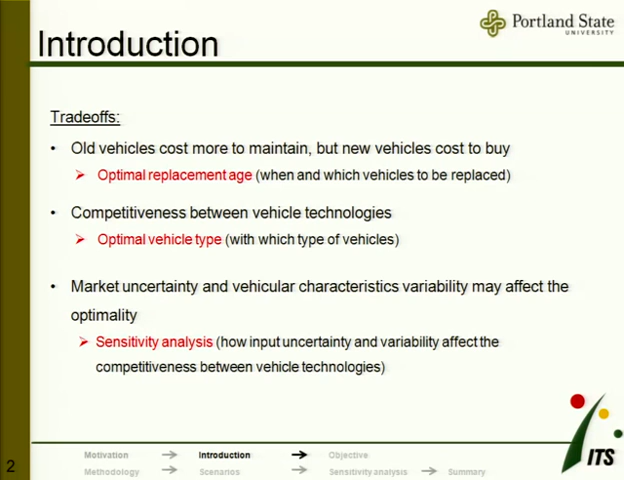 Portland State
UNIVERSITY
Introduction
Tradeoffs:
• Old vehicles cost more to maintain, but new vehicles cost to buy
➢ Optimal replacement age (when and which vehicles to be replaced)
• Competitiveness between vehicle technologies
➢ Optimal vehicle type (with which type of vehicles)
• Market uncertainty and vehicular characteristics variability may affect the
optimality
➢ Sensitivity analysis (how input uncertainty and variability affect the
competitiveness between vehicle technologies)
ITS
2
Motivation → Introduction → Objective
Methodology → Scenarios → Sensitivity analysis → Summary